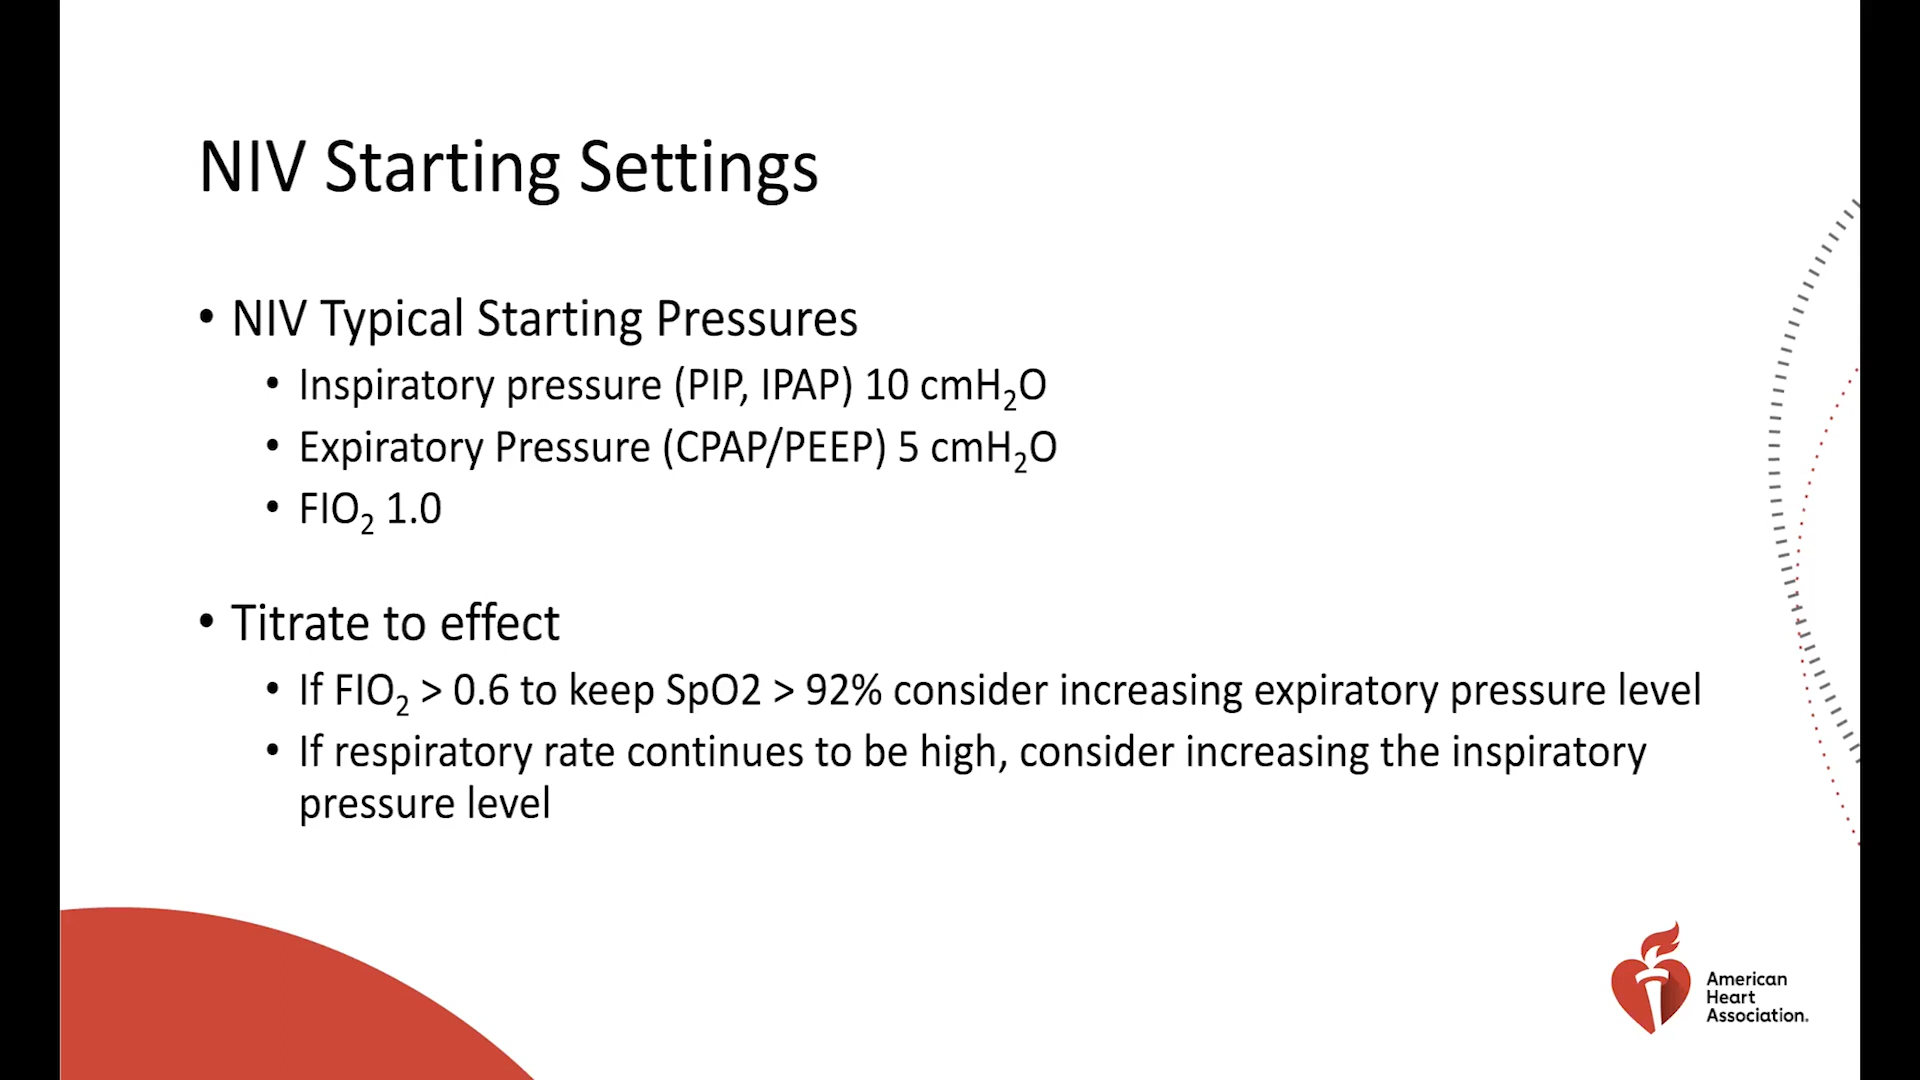 NIV Starting Settings
• NIV Typical Starting Pressures
• Inspiratory pressure (PIP, IPAP) 10 cmH₂O
• Expiratory Pressure (CPAP/PEEP) 5 cmH₂O
• FIO₂ 1.0
• Titrate to effect
• If FIO₂ > 0.6 to keep SpO2 > 92% consider increasing expiratory pressure level
• If respiratory rate continues to be high, consider increasing the inspiratory
pressure level
American
Heart
Association.